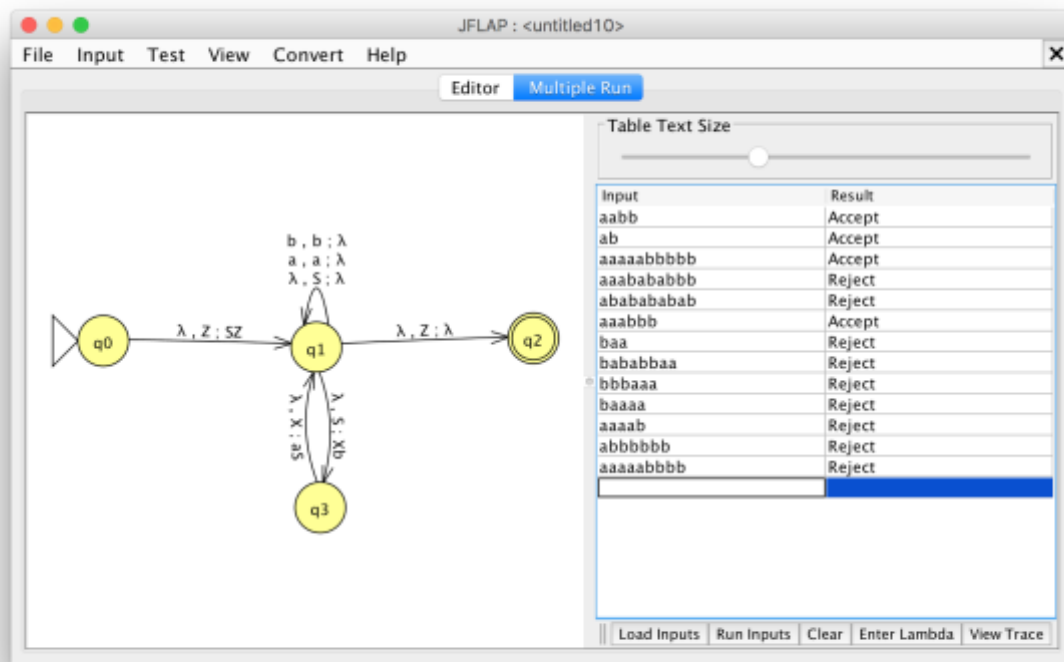 JFLAP : <untitled10>
File Input Test View Convert Help
Editor Multiple Run
Table Text Size
Input Result
aabb Accept
ab Accept
aaaaabbbbb Accept
aaabababbb Reject
ababababab Reject
aaabbb Accept
baa Reject
bababbaa Reject
bbbaaa Reject
baaaa Reject
aaaab Reject
abbbbbb Reject
aaaaabbbb Reject
b , b ; λ
a , a ; λ
λ , S ; λ
q0
λ , Z ; SZ
q1
λ , Z ; λ
q2
λ , X ; aS
λ , S ; Xb
q3
Load Inputs Run Inputs Clear Enter Lambda View Trace